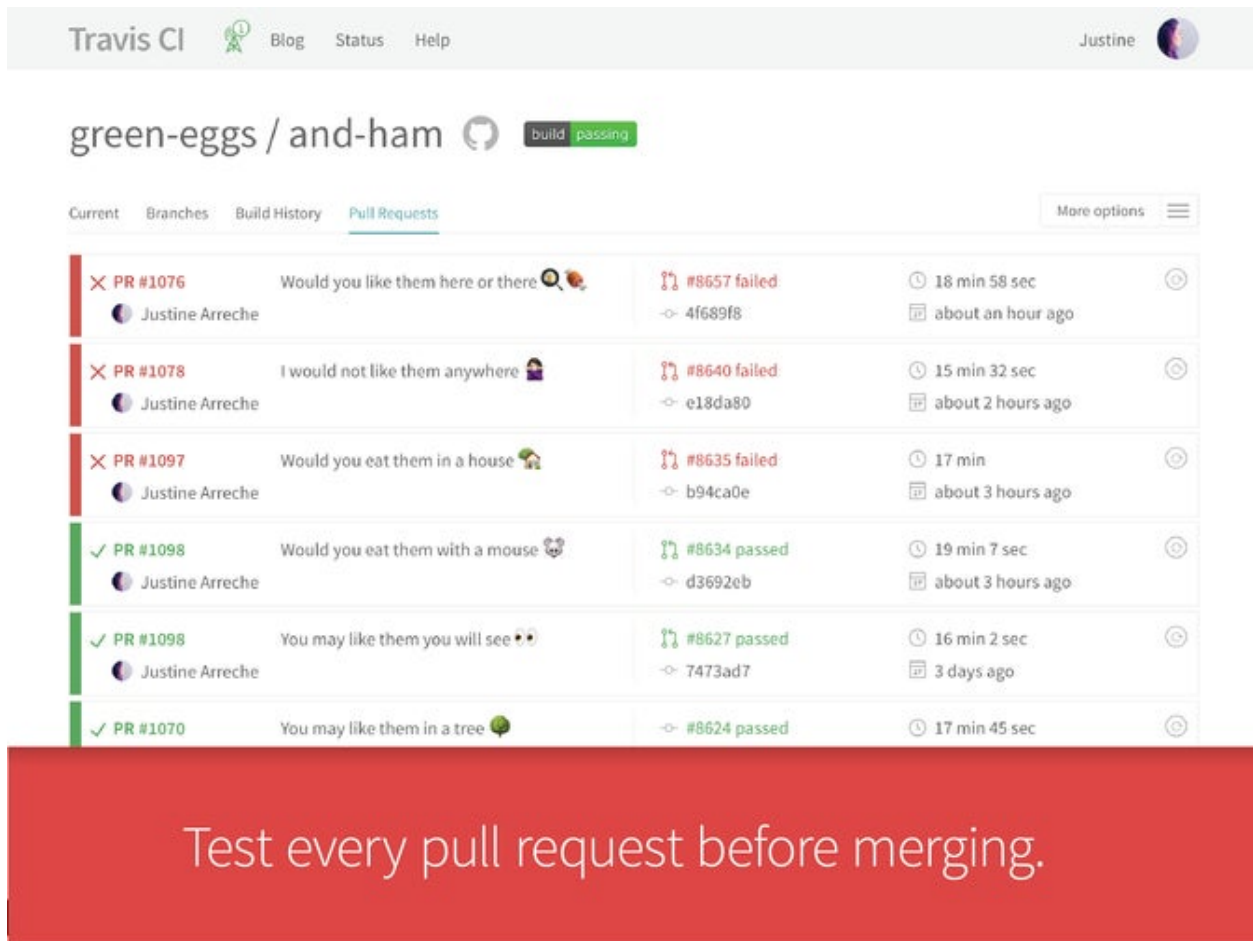 Travis CI 1 Blog Status Help Justine
green-eggs / and-ham build passing
Current Branches Build History Pull Requests More options
PR #1076 Would you like them here or there #8657 failed 18 min 58 sec
Justine Arreche 4f689f8 about an hour ago
PR #1078 I would not like them anywhere #8640 failed 15 min 32 sec
Justine Arreche e18da80 about 2 hours ago
PR #1097 Would you eat them in a house #8635 failed 17 min
Justine Arreche b94ca0e about 3 hours ago
PR #1098 Would you eat them with a mouse #8634 passed 19 min 7 sec
Justine Arreche d3692eb about 3 hours ago
PR #1098 You may like them you will see #8627 passed 16 min 2 sec
Justine Arreche 7473ad7 3 days ago
PR #1070 You may like them in a tree #8624 passed 17 min 45 sec
Test every pull request before merging.